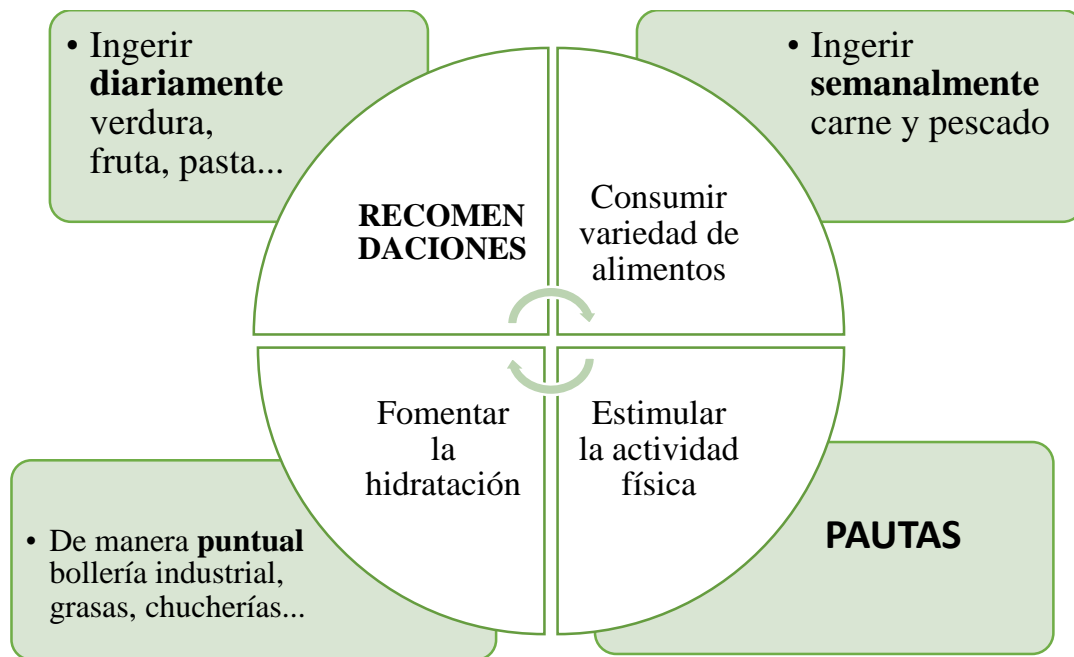 • Ingerir
diariamente
verdura,
fruta, pasta...
• Ingerir
semanalmente
carne y pescado
RECOMEN
DACIONES
Consumir
variedad de
alimentos
Fomentar
la
hidratación
Estimular
la actividad
física
• De manera puntual
bollería industrial,
grasas, chucherías...
PAUTAS